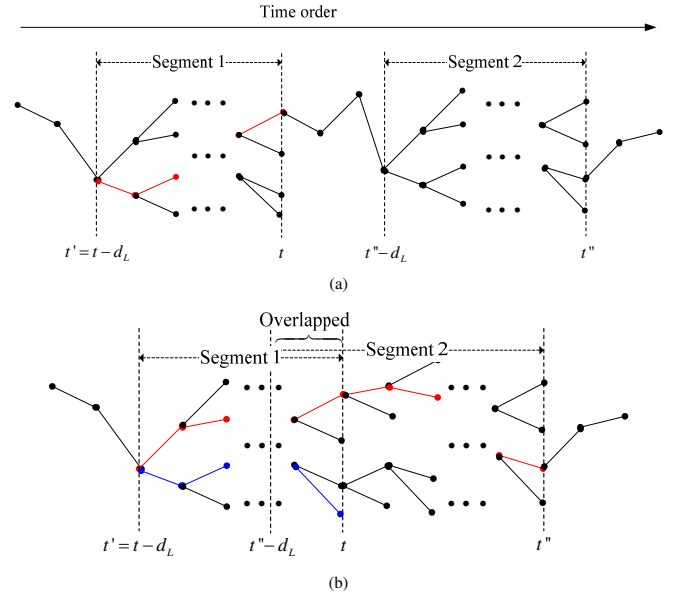 Time order
Segment 1
Segment 2
t' = t − d_L
t
t" − d_L
t"
(a)
Overlapped
Segment 1
Segment 2
t' = t − d_L
t" − d_L
t
t"
(b)